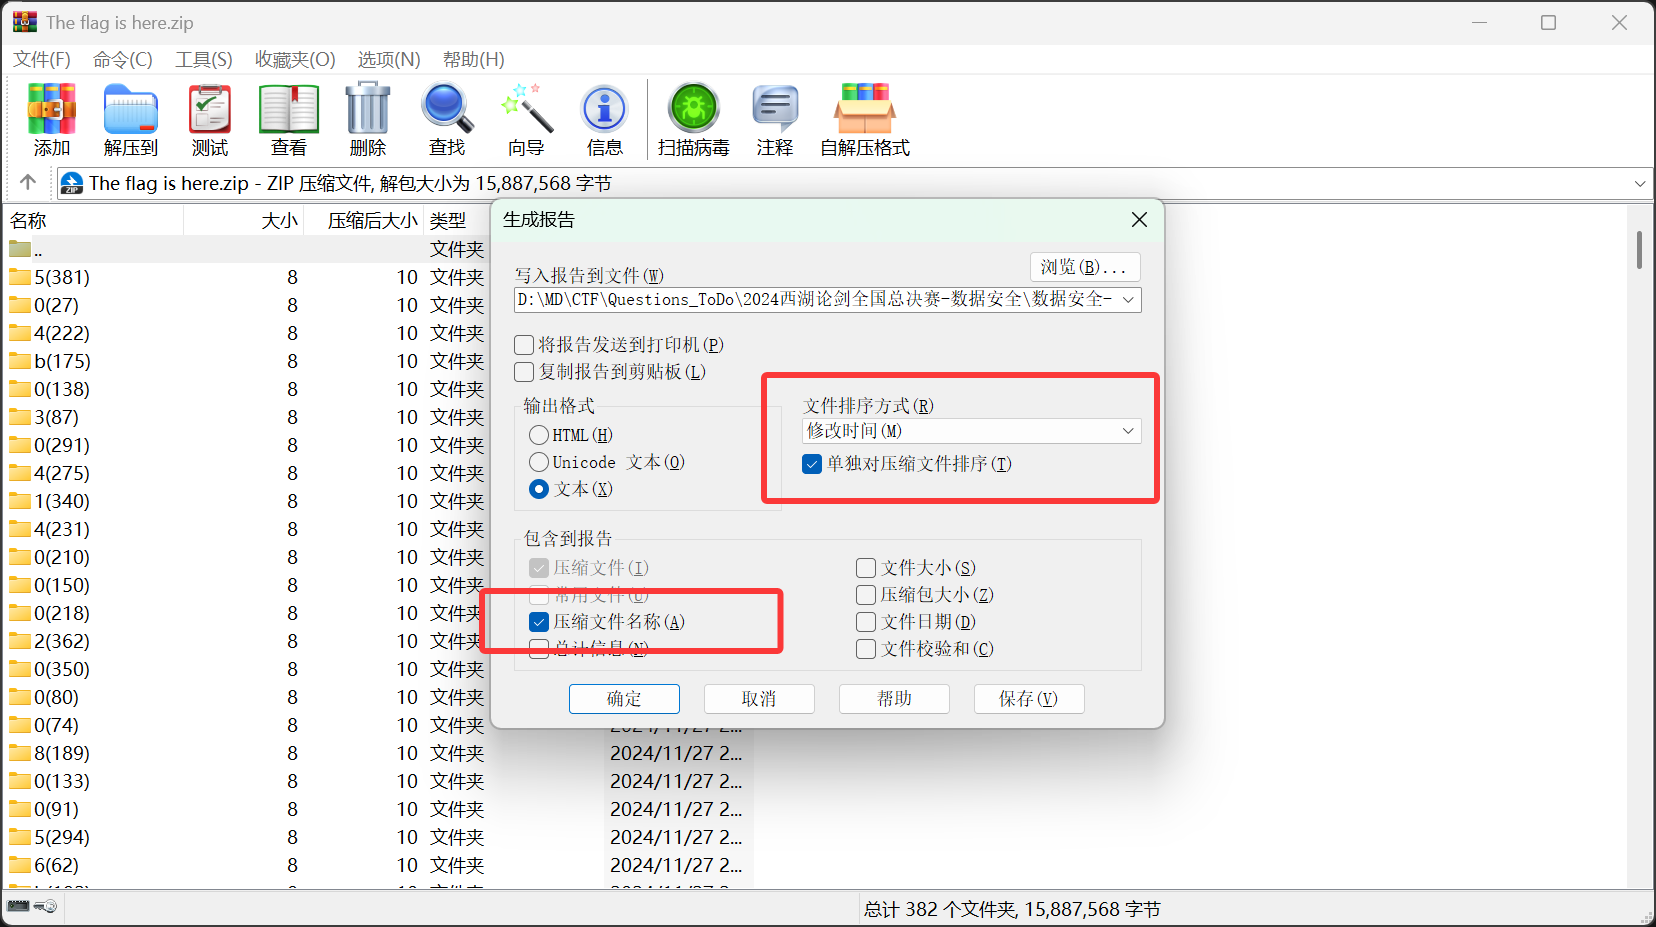 The flag is here.zip
文件(F) 命令(C) 工具(S) 收藏夹(O) 选项(N) 帮助(H)
添加 解压到 测试 查看 删除 查找 向导 信息 扫描病毒 注释 自解压格式
The flag is here.zip - ZIP 压缩文件, 解包大小为 15,887,568 字节
名称 大小 压缩后大小 类型
.. 文件夹
5(381) 8 10 文件夹
0(27) 8 10 文件夹
4(222) 8 10 文件夹
b(175) 8 10 文件夹
0(138) 8 10 文件夹
3(87) 8 10 文件夹
0(291) 8 10 文件夹
4(275) 8 10 文件夹
1(340) 8 10 文件夹
4(231) 8 10 文件夹
0(210) 8 10 文件夹
0(150) 8 10 文件夹
0(218) 8 10 文件夹
2(362) 8 10 文件夹
0(350) 8 10 文件夹
0(80) 8 10 文件夹
0(74) 8 10 文件夹 2024/11/27 2...
8(189) 8 10 文件夹 2024/11/27 2...
0(133) 8 10 文件夹 2024/11/27 2...
0(91) 8 10 文件夹 2024/11/27 2...
5(294) 8 10 文件夹 2024/11/27 2...
6(62) 8 10 文件夹 2024/11/27 2...
生成报告
写入报告到文件(W)
浏览(B)...
D:\MD\CTF\Questions_ToDo\2024西湖论剑全国总决赛-数据安全\数据安全-
将报告发送到打印机(P)
复制报告到剪贴板(L)
输出格式
HTML(H)
Unicode 文本(O)
文本(X)
文件排序方式(R)
修改时间(M)
单独对压缩文件排序(T)
包含到报告
压缩文件(I)
常用文件(U)
压缩文件名称(A)
总计信息(N)
文件大小(S)
压缩包大小(Z)
文件日期(D)
文件校验和(C)
确定 取消 帮助 保存(V)
总计 382 个文件夹, 15,887,568 字节